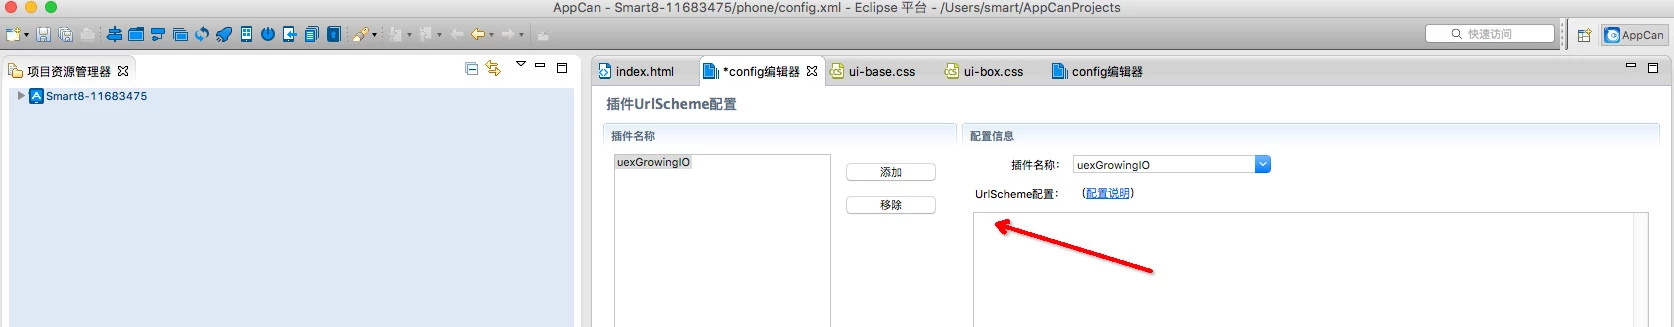 AppCan - Smart8-11683475/phone/config.xml - Eclipse 平台 - /Users/smart/AppCanProjects
快速访问
AppCan
项目资源管理器
index.html
*config编辑器
ui-base.css
ui-box.css
config编辑器
Smart8-11683475
插件UrlScheme配置
插件名称
配置信息
uexGrowingIO
添加
插件名称:
uexGrowingIO
移除
UrlScheme配置: (配置说明)